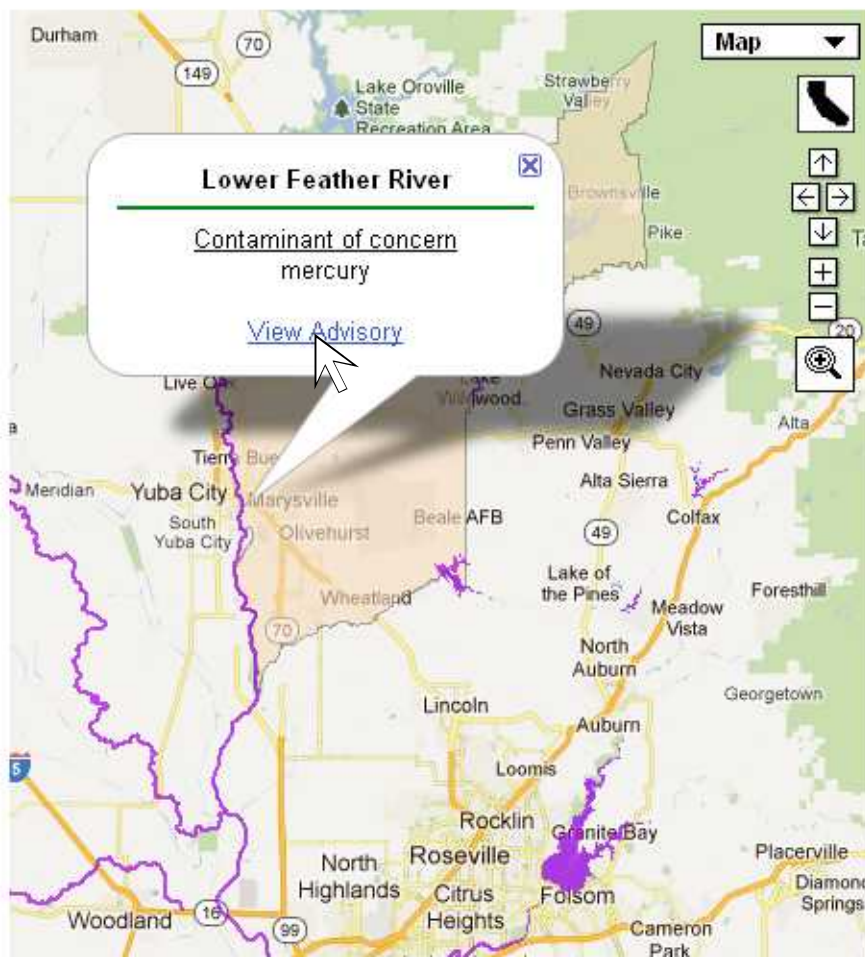 Durham
70
149
Map
Lake Oroville
State
Recreation Area
Strawberry
Valley
Lower Feather River
Contaminant of concern
mercury
View Advisory
Brownsville
Pike
49
20
Live Oak
Lake
Wildwood
Nevada City
Grass Valley
Alta
Penn Valley
Tierra Buena
Alta Sierra
Meridian
Yuba City
Marysville
South
Yuba City
Olivehurst
Beale AFB
Colfax
49
Lake of
the Pines
Foresthill
Wheatland
Meadow
Vista
70
North
Auburn
Georgetown
Lincoln
Auburn
5
Loomis
Rocklin
Granite Bay
Roseville
Placerville
North
Highlands
Citrus
Heights
Folsom
Diamond
Springs
Woodland
16
99
Cameron
Park